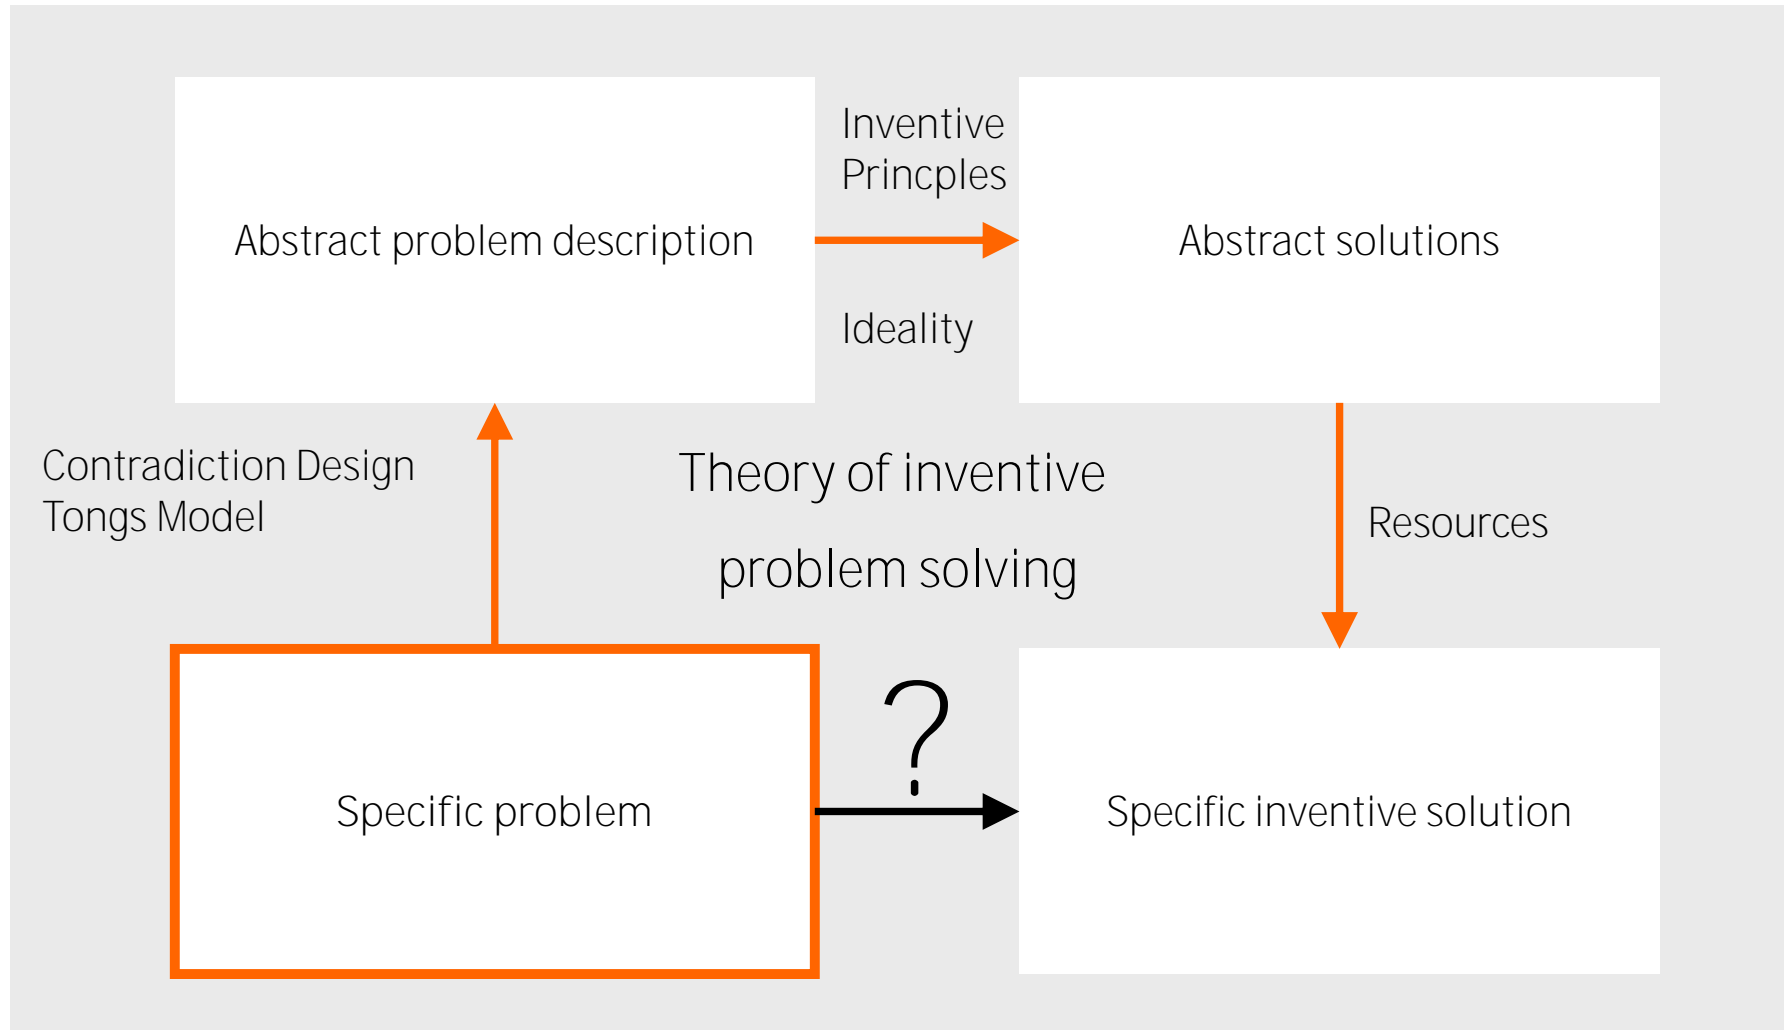 Inventive
Princples
Abstract problem description
Abstract solutions
Ideality
Contradiction Design
Tongs Model
Theory of inventive
problem solving
Resources
?
Specific problem
Specific inventive solution